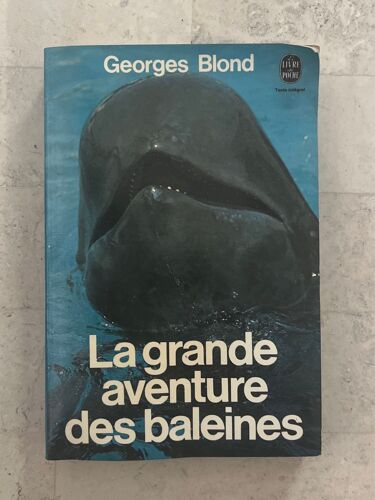 Georges Blond
LE
LIVRE
DE
POCHE
Texte intégral
La grande
aventure
des baleines